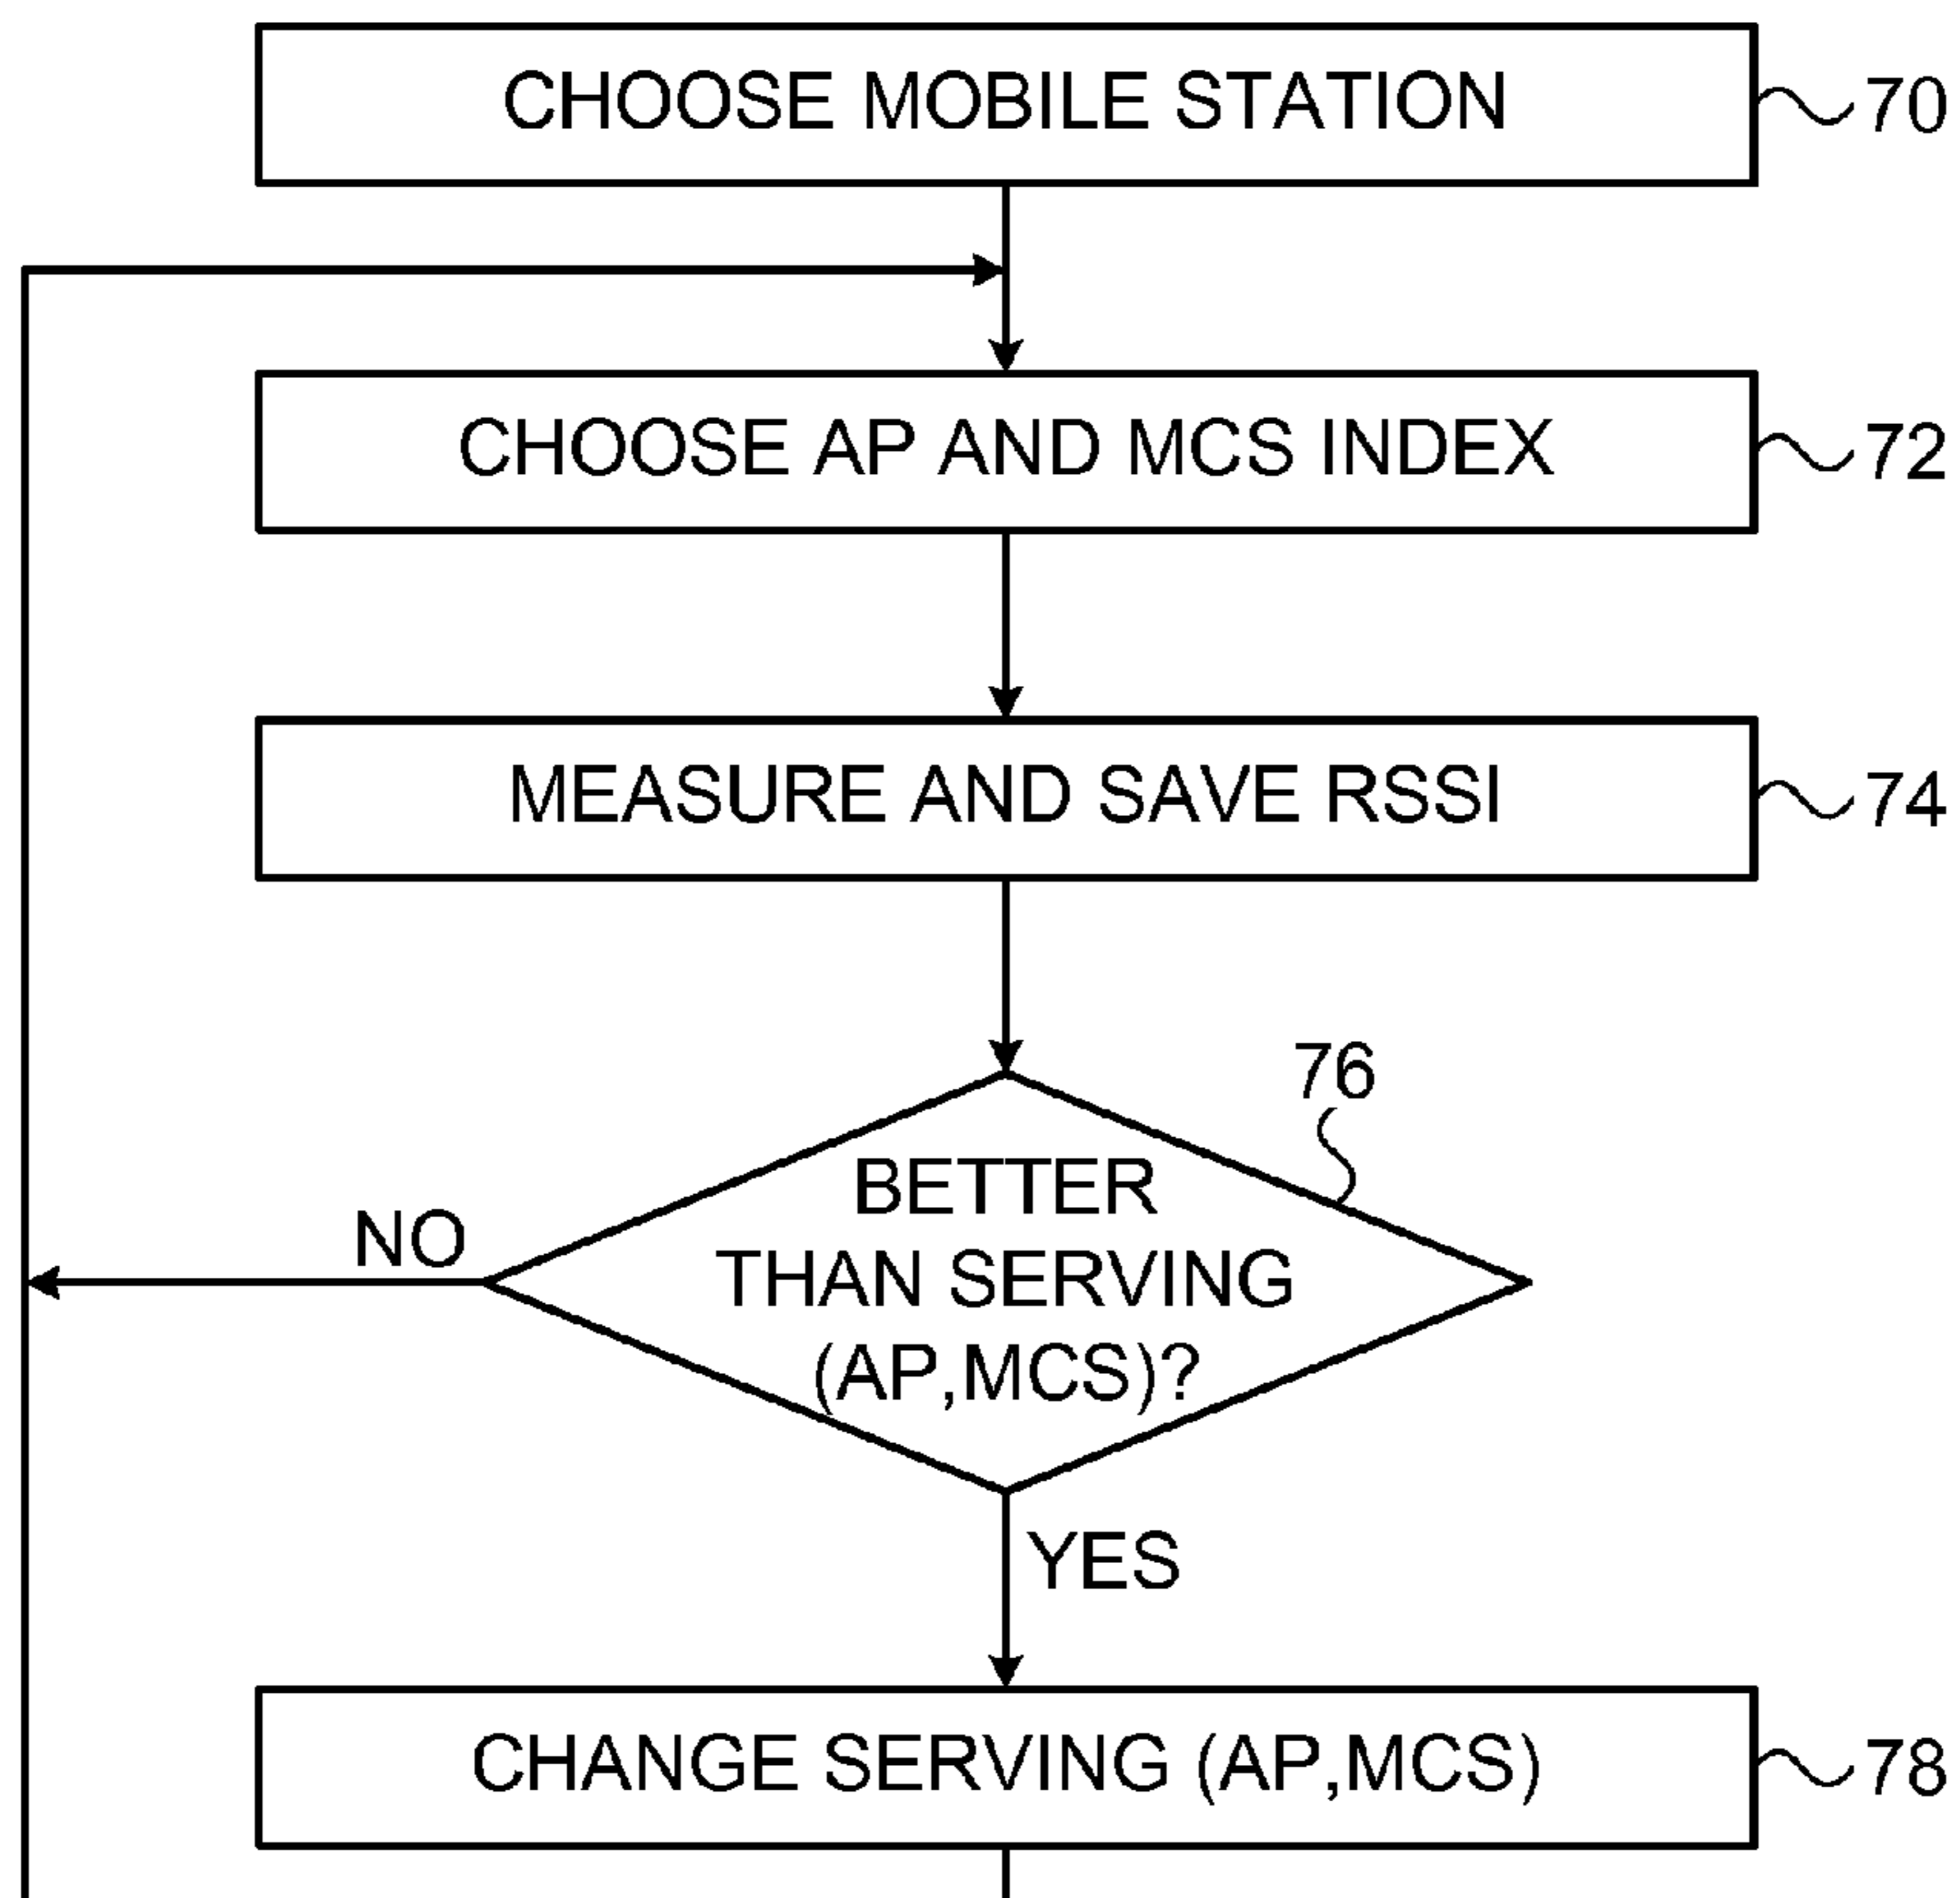 CHOOSE MOBILE STATION
70
CHOOSE AP AND MCS INDEX
72
MEASURE AND SAVE RSSI
74
76
BETTER
THAN SERVING
(AP,MCS)?
NO
YES
CHANGE SERVING (AP,MCS)
78